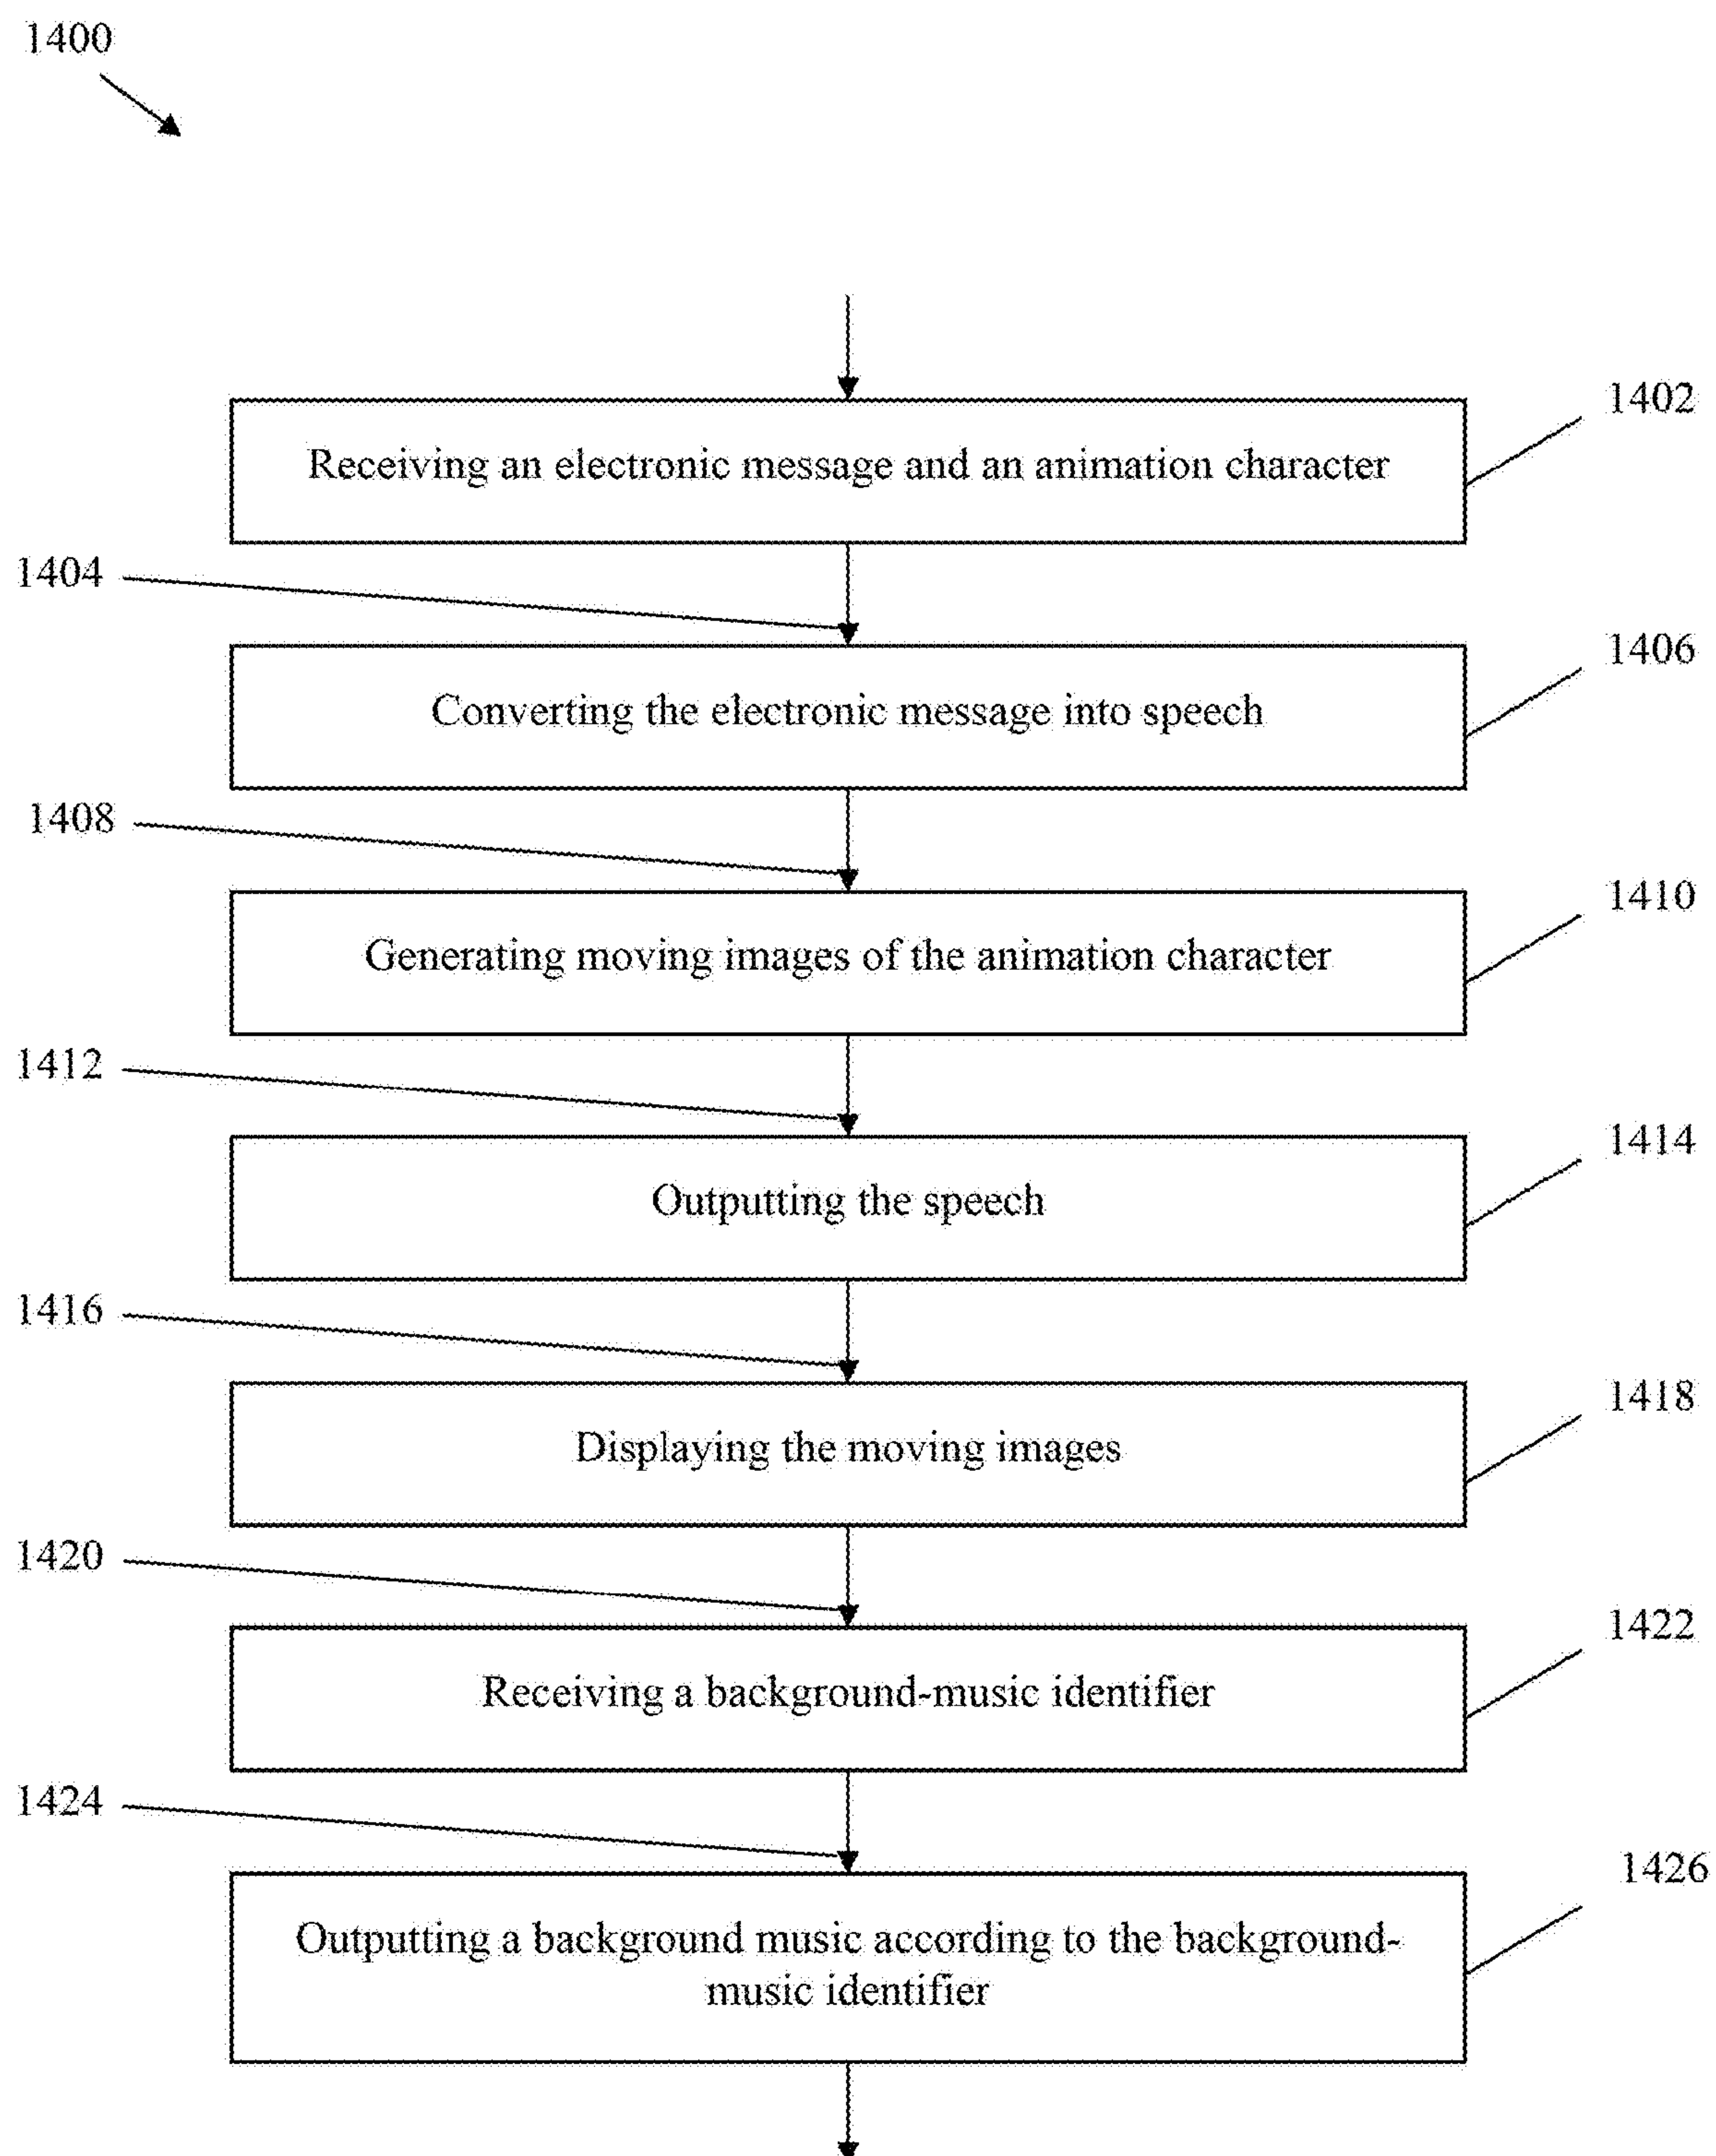 1400
1402
Receiving an electronic message and an animation character
1404
1406
Converting the electronic message into speech
1408
1410
Generating moving images of the animation character
1412
1414
Outputting the speech
1416
1418
Displaying the moving images
1420
1422
Receiving a background-music identifier
1424
1426
Outputting a background music according to the background-
music identifier